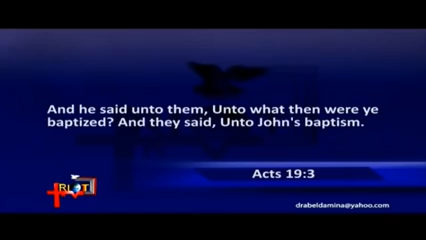 And he said unto them, Unto what then were ye
baptized? And they said, Unto John's baptism.
Acts 19:3
drabeldamina@yahoo.com